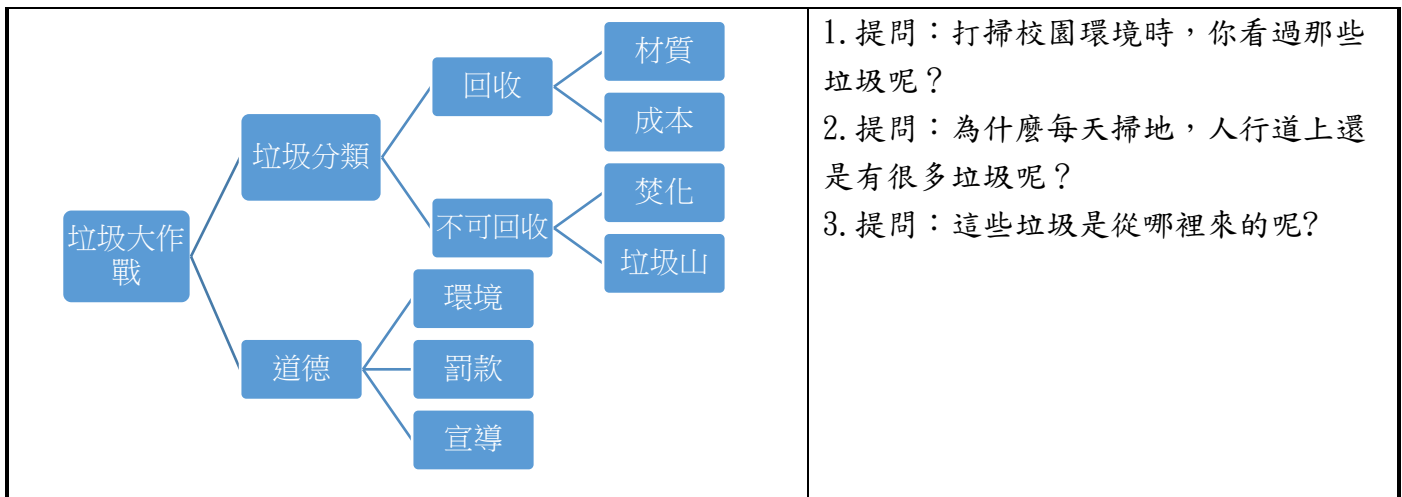 垃圾大作
戰
垃圾分類
回收
材質
成本
不可回收
焚化
垃圾山
道德
環境
罰款
宣導
1.提問：打掃校園環境時，你看過那些
垃圾呢？
2.提問：為什麼每天掃地，人行道上還
是有很多垃圾呢？
3.提問：這些垃圾是從哪裡來的呢?